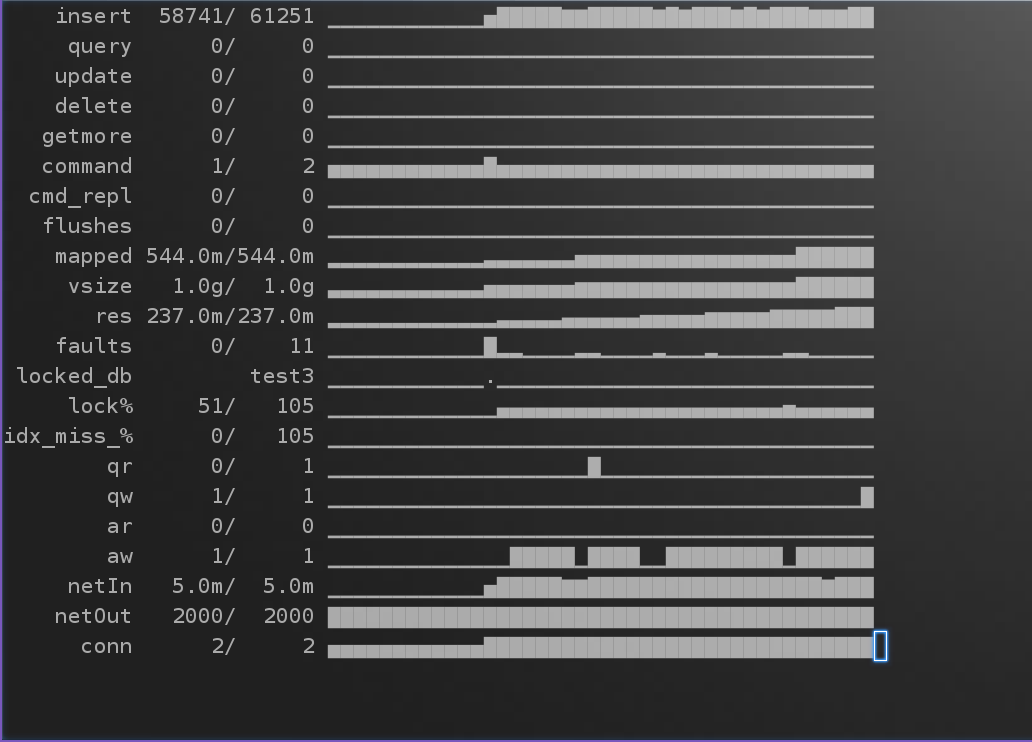 insert 58741/ 61251
query 0/ 0
update 0/ 0
delete 0/ 0
getmore 0/ 0
command 1/ 2
cmd_repl 0/ 0
flushes 0/ 0
mapped 544.0m/544.0m
vsize 1.0g/ 1.0g
res 237.0m/237.0m
faults 0/ 11
locked_db test3
lock% 51/ 105
idx_miss_% 0/ 105
qr 0/ 1
qw 1/ 1
ar 0/ 0
aw 1/ 1
netIn 5.0m/ 5.0m
netOut 2000/ 2000
conn 2/ 2